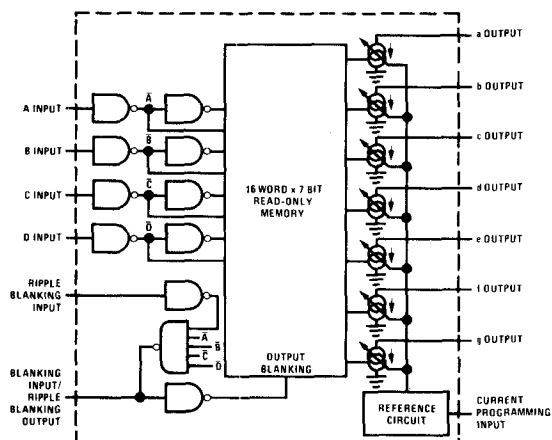 a OUTPUT
b OUTPUT
c OUTPUT
d OUTPUT
e OUTPUT
f OUTPUT
g OUTPUT
A INPUT
B INPUT
C INPUT
D INPUT
A̅
B̅
C̅
D̅
16 WORD x 7 BIT
READ-ONLY
MEMORY
RIPPLE
BLANKING
INPUT
A̅
B̅
C̅
D̅
OUTPUT
BLANKING
BLANKING
INPUT/
RIPPLE
BLANKING
OUTPUT
REFERENCE
CIRCUIT
CURRENT
PROGRAMMING
INPUT